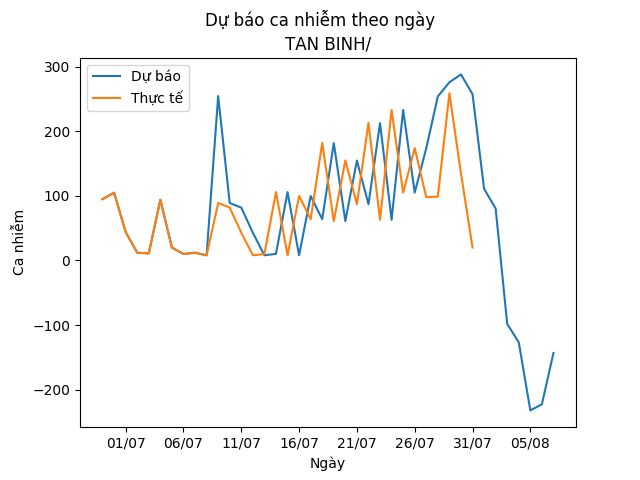 Dự báo ca nhiễm theo ngày
TAN BINH/
Dự báo
Thực tế
Ca nhiễm
300
200
100
0
−100
−200
01/07 06/07 11/07 16/07 21/07 26/07 31/07 05/08
Ngày